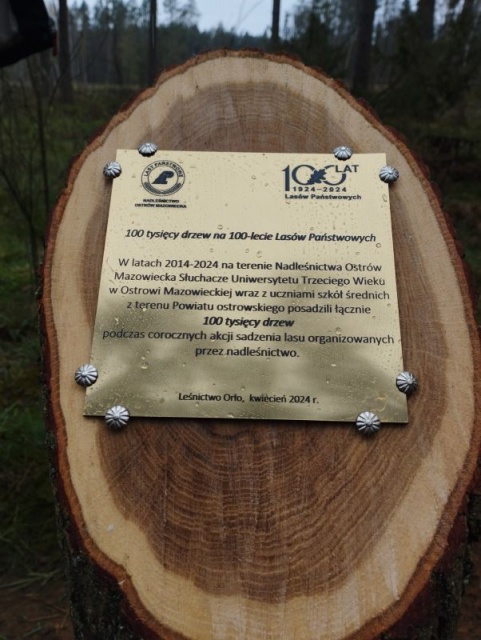 LASY PAŃSTWOWE
NADLEŚNICTWO
OSTRÓW MAZOWIECKA
100 LAT
1924-2024
Lasów Państwowych
100 tysięcy drzew na 100-lecie Lasów Państwowych
W latach 2014-2024 na terenie Nadleśnictwa Ostrów
Mazowiecka Słuchacze Uniwersytetu Trzeciego Wieku
w Ostrowi Mazowieckiej wraz z uczniami szkół średnich
z terenu Powiatu ostrowskiego posadzili łącznie
100 tysięcy drzew
podczas corocznych akcji sadzenia lasu organizowanych
przez nadleśnictwo.
Leśnictwo Orło, kwiecień 2024 r.